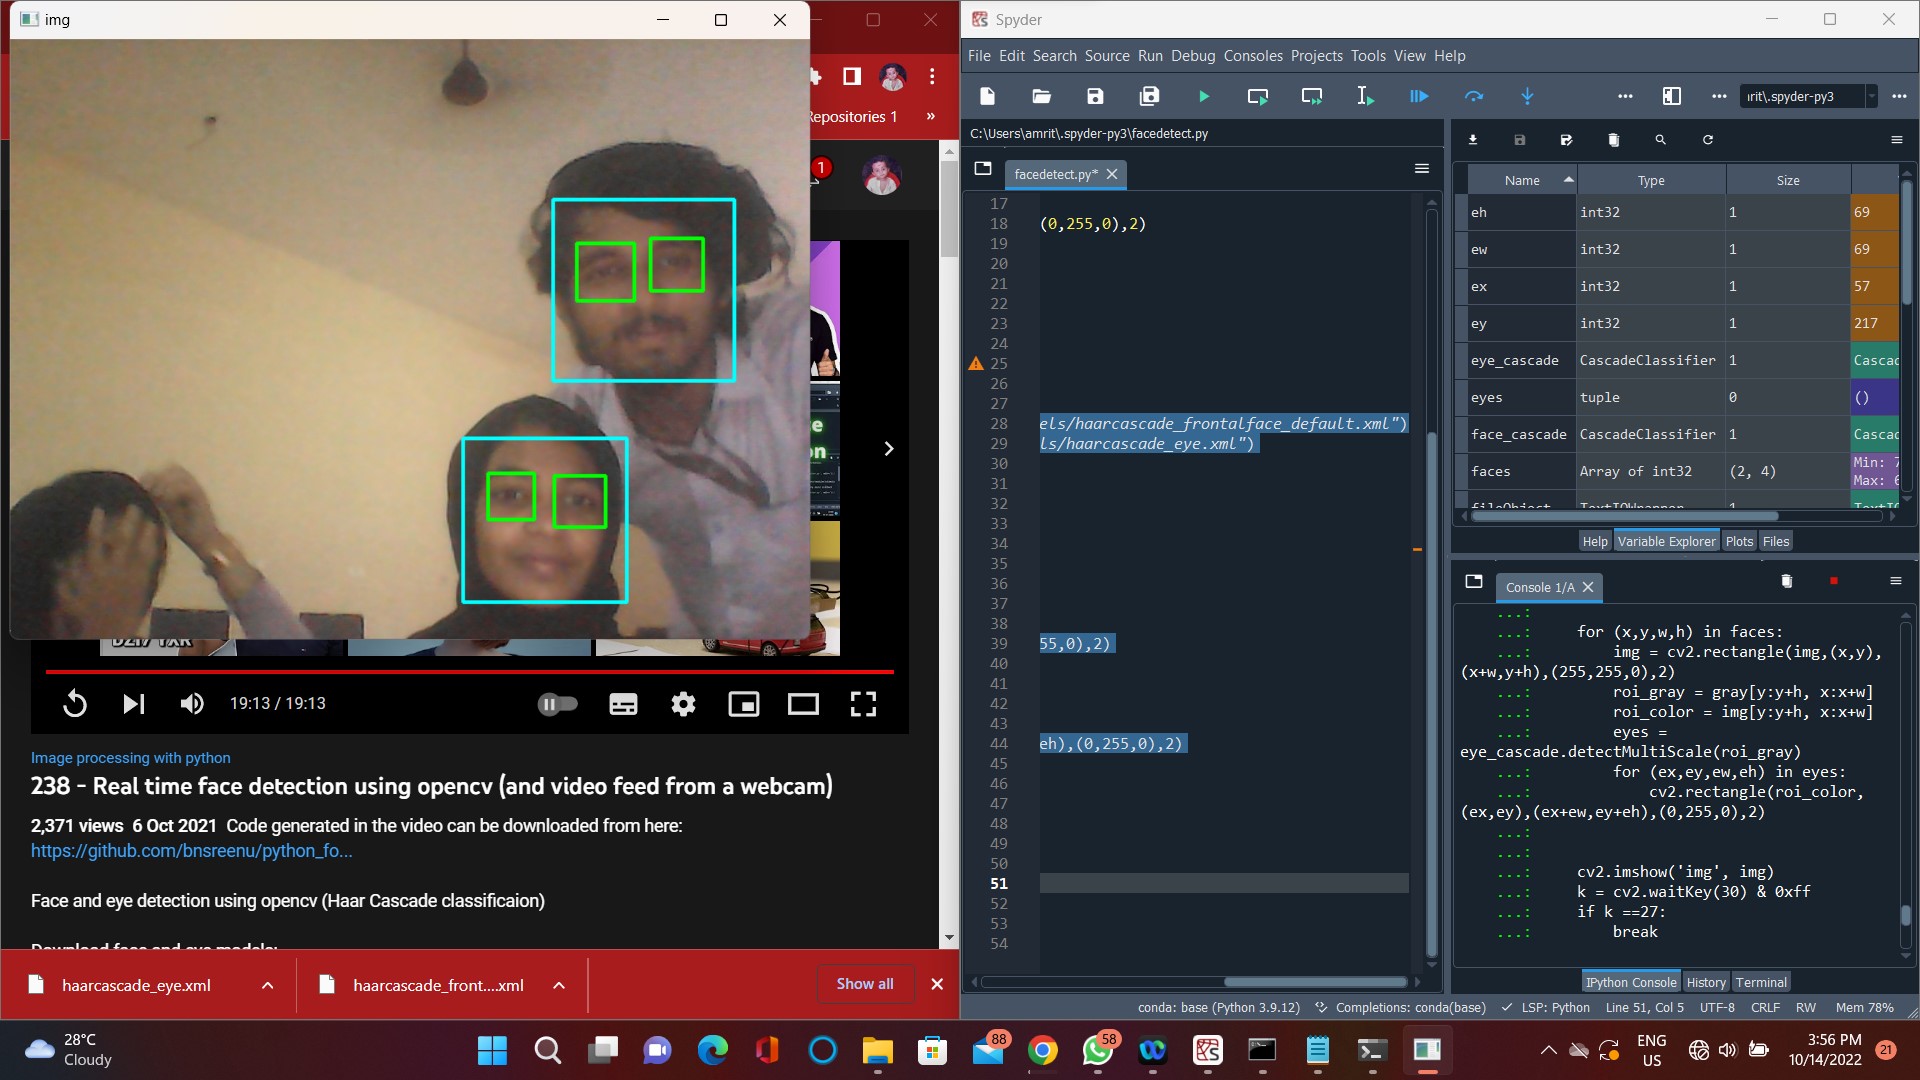 img
Repositories 1
»
1
DZ17 YXR
e
on
19:13 / 19:13
Image processing with python
238 - Real time face detection using opencv (and video feed from a webcam)
2,371 views  6 Oct 2021  Code generated in the video can be downloaded from here:
https://github.com/bnsreenu/python_fo...
Face and eye detection using opencv (Haar Cascade classificaion)
Download face and eye models:
haarcascade_eye.xml
haarcascade_front....xml
Show all
Spyder
File Edit Search Source Run Debug Consoles Projects Tools View Help
ırit\.spyder-py3
C:\Users\amrit\.spyder-py3\facedetect.py
facedetect.py*
17
18 (0,255,0),2)
19
20
21
22
23
24
25
26
27
28 els/haarcascade_frontalface_default.xml")
29 ls/haarcascade_eye.xml")
30
31
32
33
34
35
36
37
38
39 55,0),2)
40
41
42
43
44 eh),(0,255,0),2)
45
46
47
48
49
50
51
52
53
54
Name Type Size
eh int32 1 69
ew int32 1 69
ex int32 1 57
ey int32 1 217
eye_cascade CascadeClassifier 1 Cascac
eyes tuple 0 ()
face_cascade CascadeClassifier 1 Cascac
faces Array of int32 (2, 4) Min: 7
Max: 6
fileObject TextIOWrapper 1 TextIO
Help Variable Explorer Plots Files
Console 1/A
...:
...:     for (x,y,w,h) in faces:
...:         img = cv2.rectangle(img,(x,y),
(x+w,y+h),(255,255,0),2)
...:         roi_gray = gray[y:y+h, x:x+w]
...:         roi_color = img[y:y+h, x:x+w]
...:         eyes =
eye_cascade.detectMultiScale(roi_gray)
...:         for (ex,ey,ew,eh) in eyes:
...:             cv2.rectangle(roi_color,
(ex,ey),(ex+ew,ey+eh),(0,255,0),2)
...:
...:
...:     cv2.imshow('img', img)
...:     k = cv2.waitKey(30) & 0xff
...:     if k ==27:
...:         break
IPython Console History Terminal
conda: base (Python 3.9.12) Completions: conda(base) LSP: Python Line 51, Col 5 UTF-8 CRLF RW Mem 78%
28°C
Cloudy
88
58
ENG
US
3:56 PM
10/14/2022
21